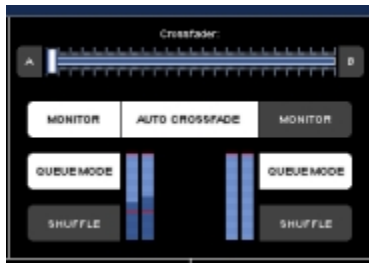 Crossfader:
A B
MONITOR AUTO CROSSFADE MONITOR
QUEUE MODE QUEUE MODE
SHUFFLE SHUFFLE